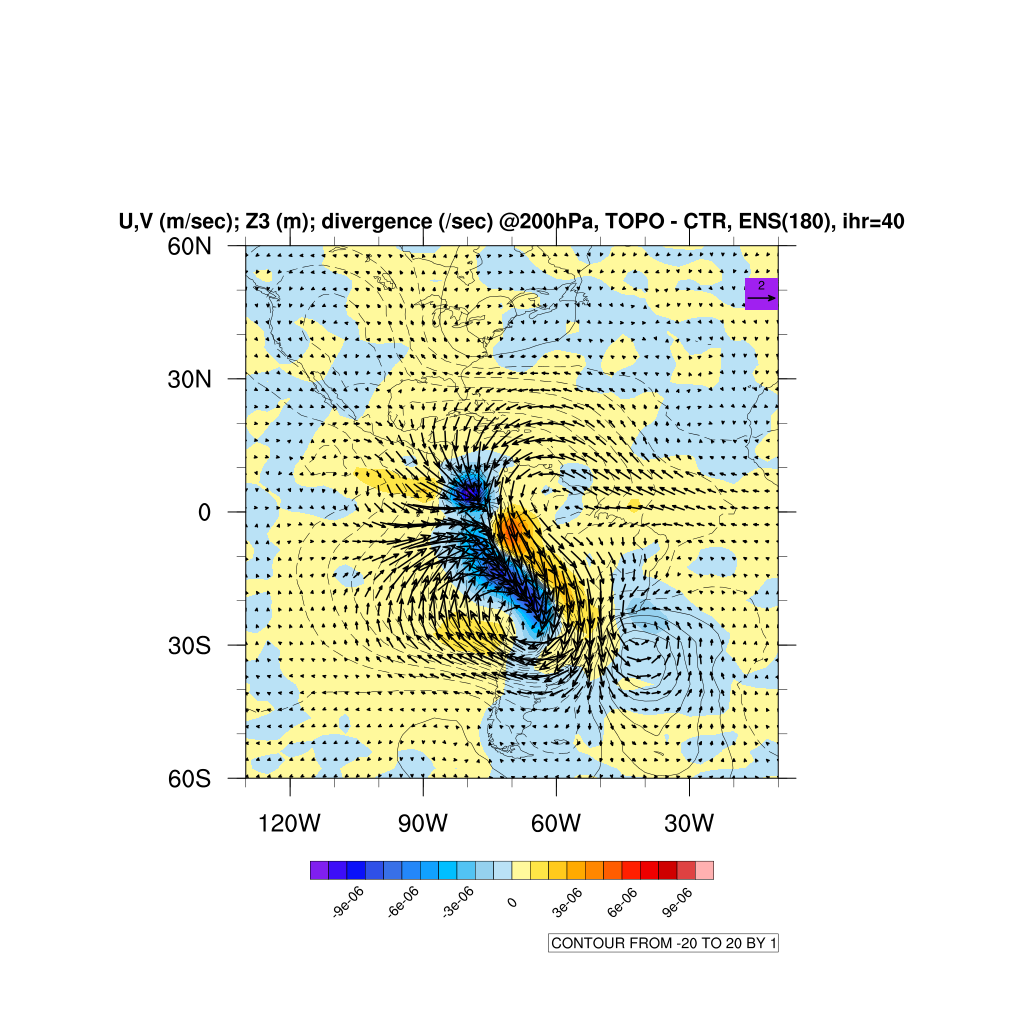 U,V (m/sec); Z3 (m); divergence (/sec) @200hPa, TOPO - CTR, ENS(180), ihr=40
60N
2
30N
0
30S
60S
120W 90W 60W 30W
-9e-06 -6e-06 -3e-06 0 3e-06 6e-06 9e-06
CONTOUR FROM -20 TO 20 BY 1